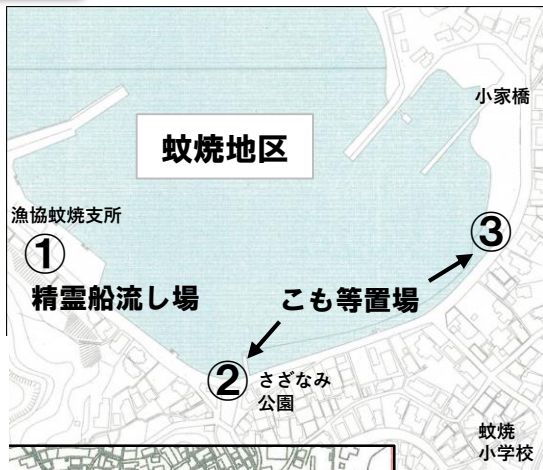 小家橋
蚊焼地区
漁協蚊焼支所
①
③
精霊船流し場
こも等置場
②
さざなみ
公園
蚊焼
小学校